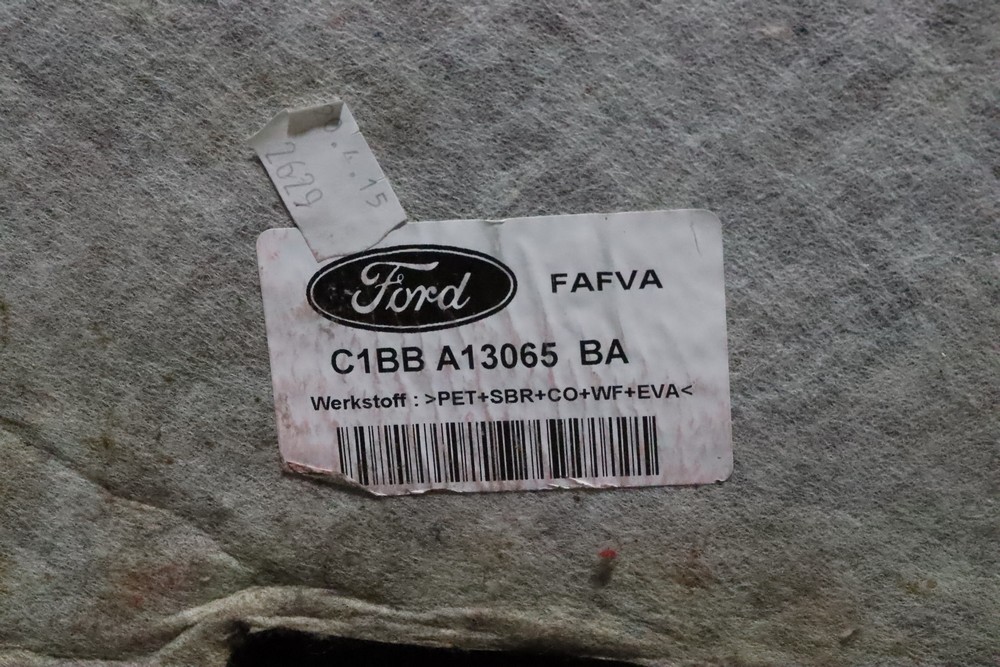 .4.15
2629
Ford
FAFVA
C1BB A13065 BA
Werkstoff : >PET+SBR+CO+WF+EVA<